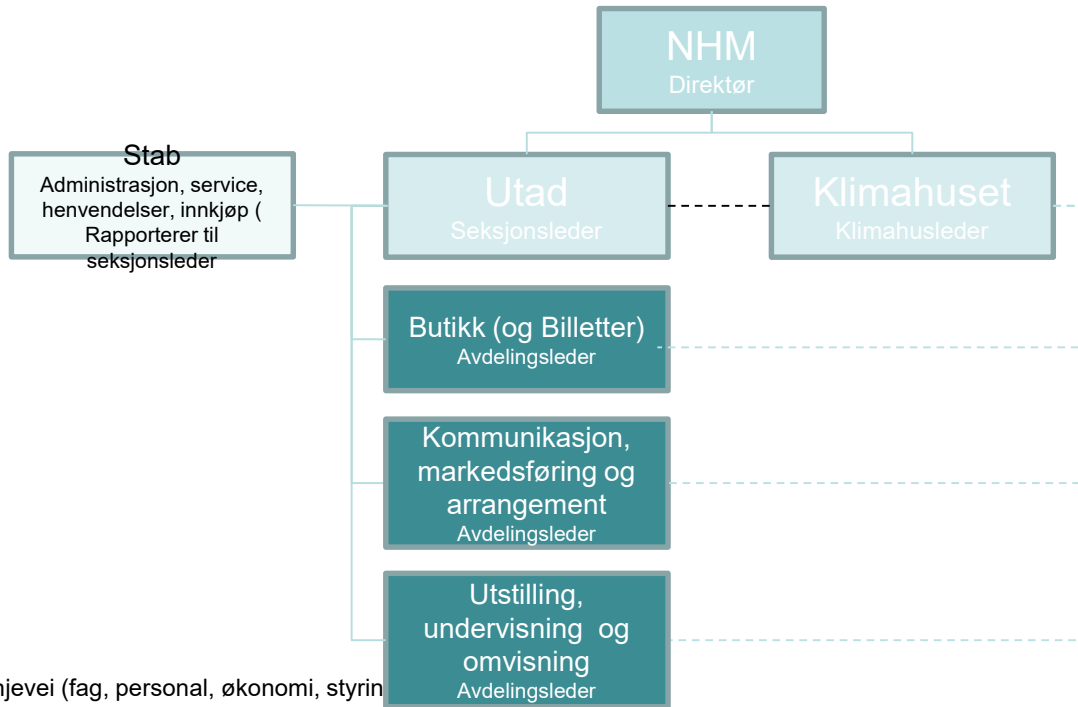 NHM
Direktør
Stab
Administrasjon, service,
henvendelser, innkjøp (
Rapporterer til
seksjonsleder
Utad
Seksjonsleder
Klimahuset
Klimahusleder
Butikk (og Billetter)
Avdelingsleder
Kommunikasjon,
markedsføring og
arrangement
Avdelingsleder
Utstilling,
undervisning og
omvisning
Avdelingsleder
njevei (fag, personal, økonomi, styrin